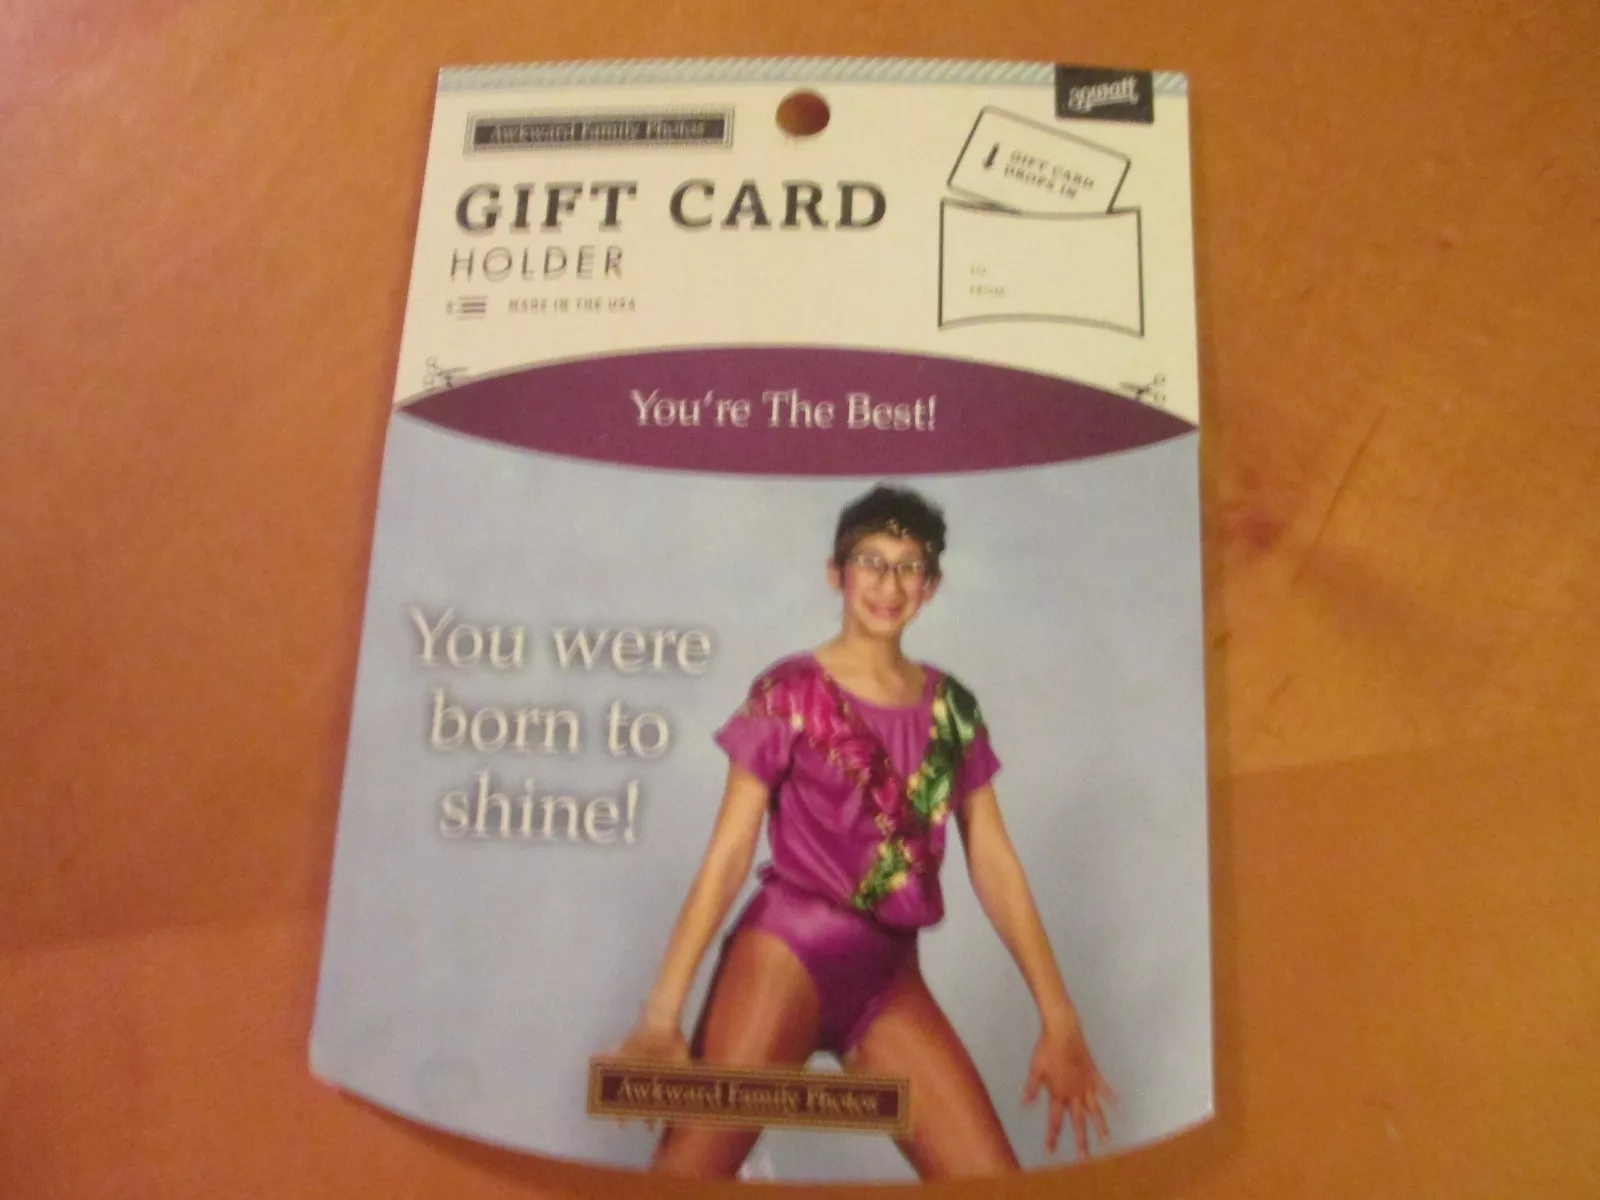 Awkward Family Photos
GIFT CARD
HOLDER
MADE IN THE USA
GIFT CARD
DROPS IN
TO:
FROM:
You're The Best!
You were
born to
shine!
Awkward Family Photos